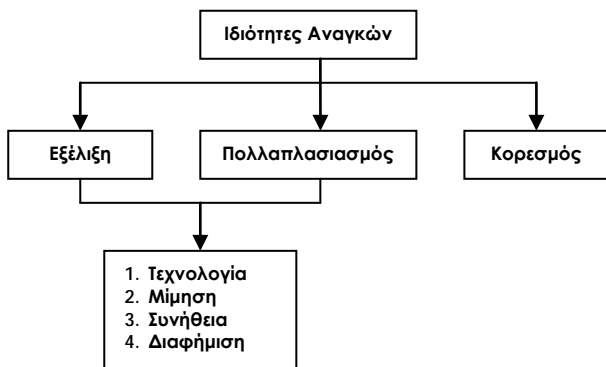 Ιδιότητες Αναγκών
Εξέλιξη
Πολλαπλασιασμός
Κορεσμός
1. Τεχνολογία
2. Μίμηση
3. Συνήθεια
4. Διαφήμιση